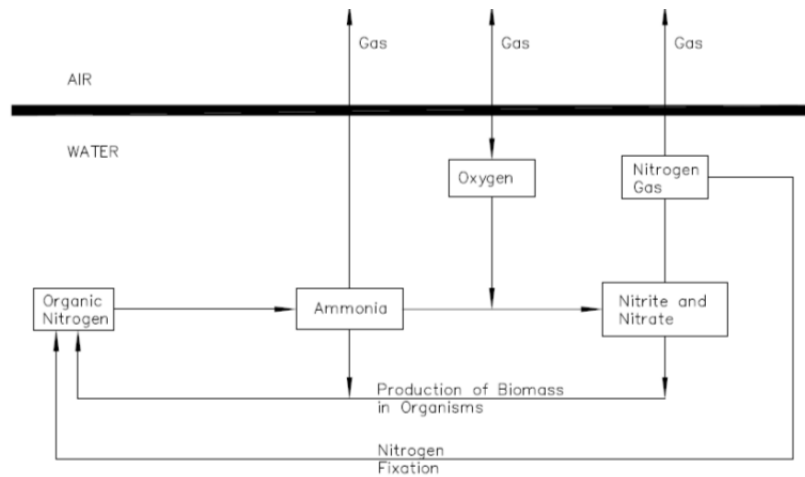 Gas
Gas
Gas
AIR
WATER
Oxygen
Nitrogen
Gas
Organic
Nitrogen
Ammonia
Nitrite and
Nitrate
Production of Biomass
in Organisms
Nitrogen
Fixation